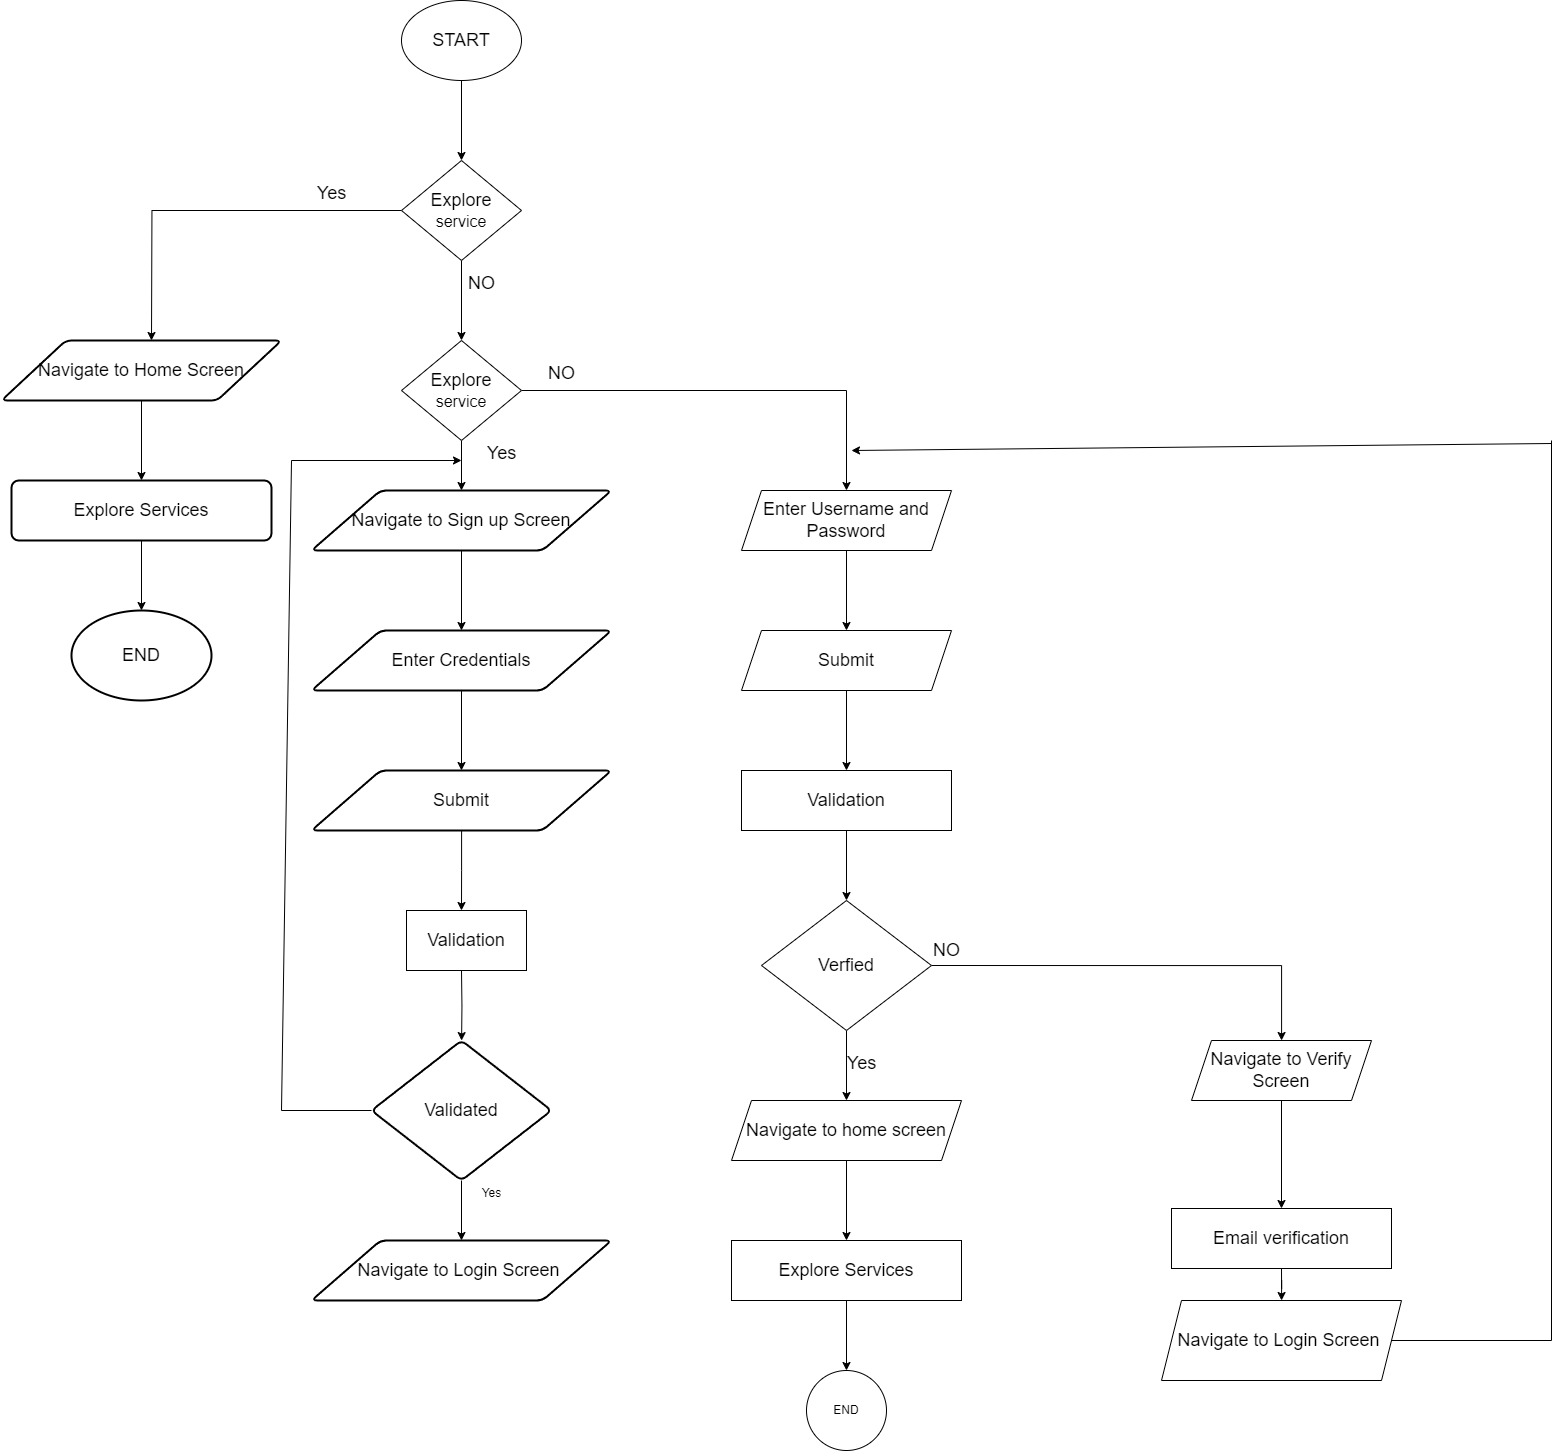 START
Explore
service
Yes
NO
Navigate to Home Screen
Explore
service
NO
Yes
Explore Services
Navigate to Sign up Screen
Enter Username and
Password
END
Enter Credentials
Submit
Submit
Validation
Validation
Verfied
NO
Navigate to Verify
Screen
Yes
Validated
Navigate to home screen
Yes
Email verification
Navigate to Login Screen
Explore Services
Navigate to Login Screen
END